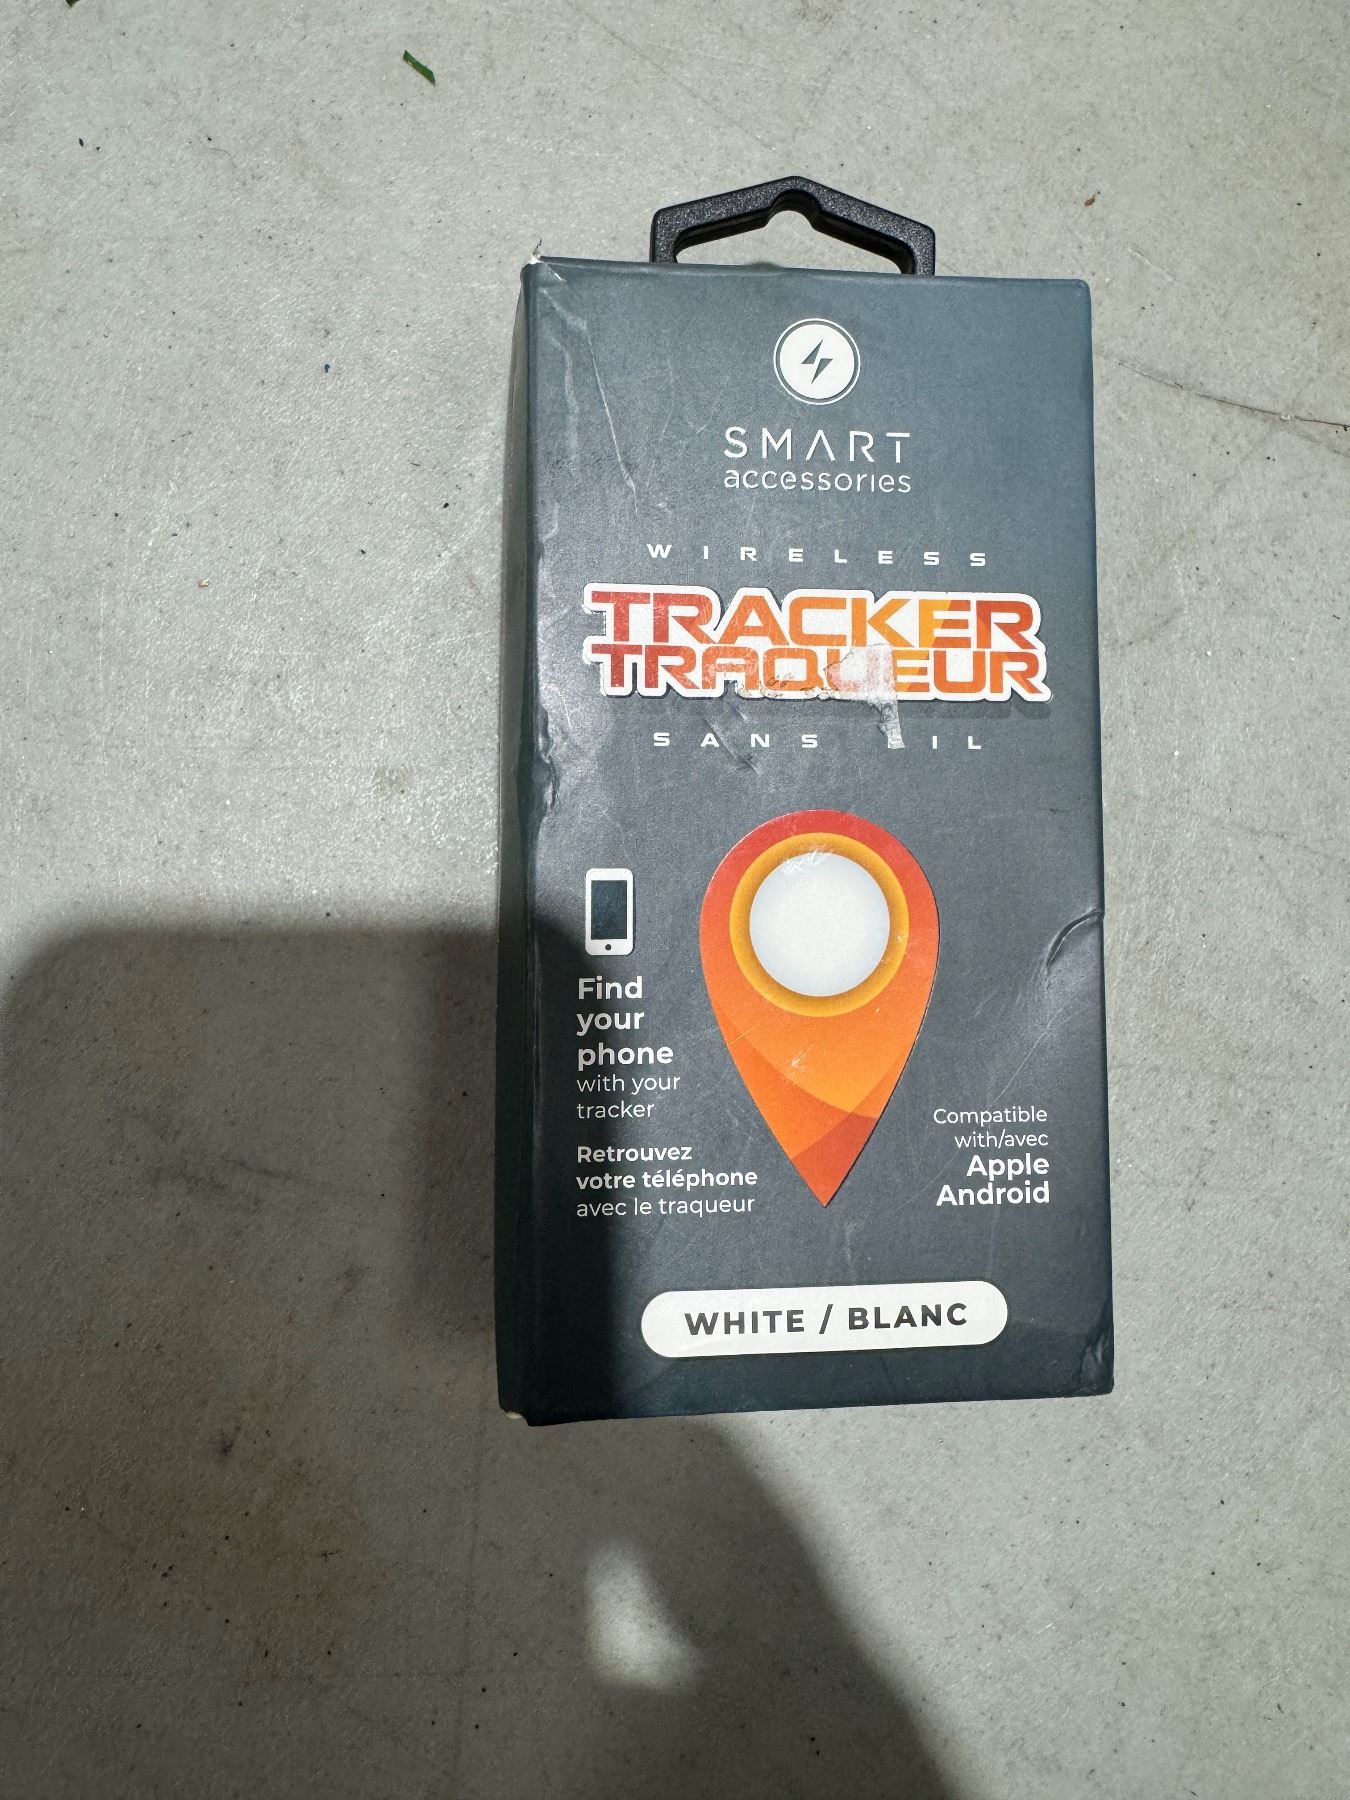 SMART
accessories
WIRELESS
TRACKER
TRAQUEUR
SANS FIL
Find
your
phone
with your
tracker
Retrouvez
votre téléphone
avec le traqueur
Compatible
with/avec
Apple
Android
WHITE / BLANC